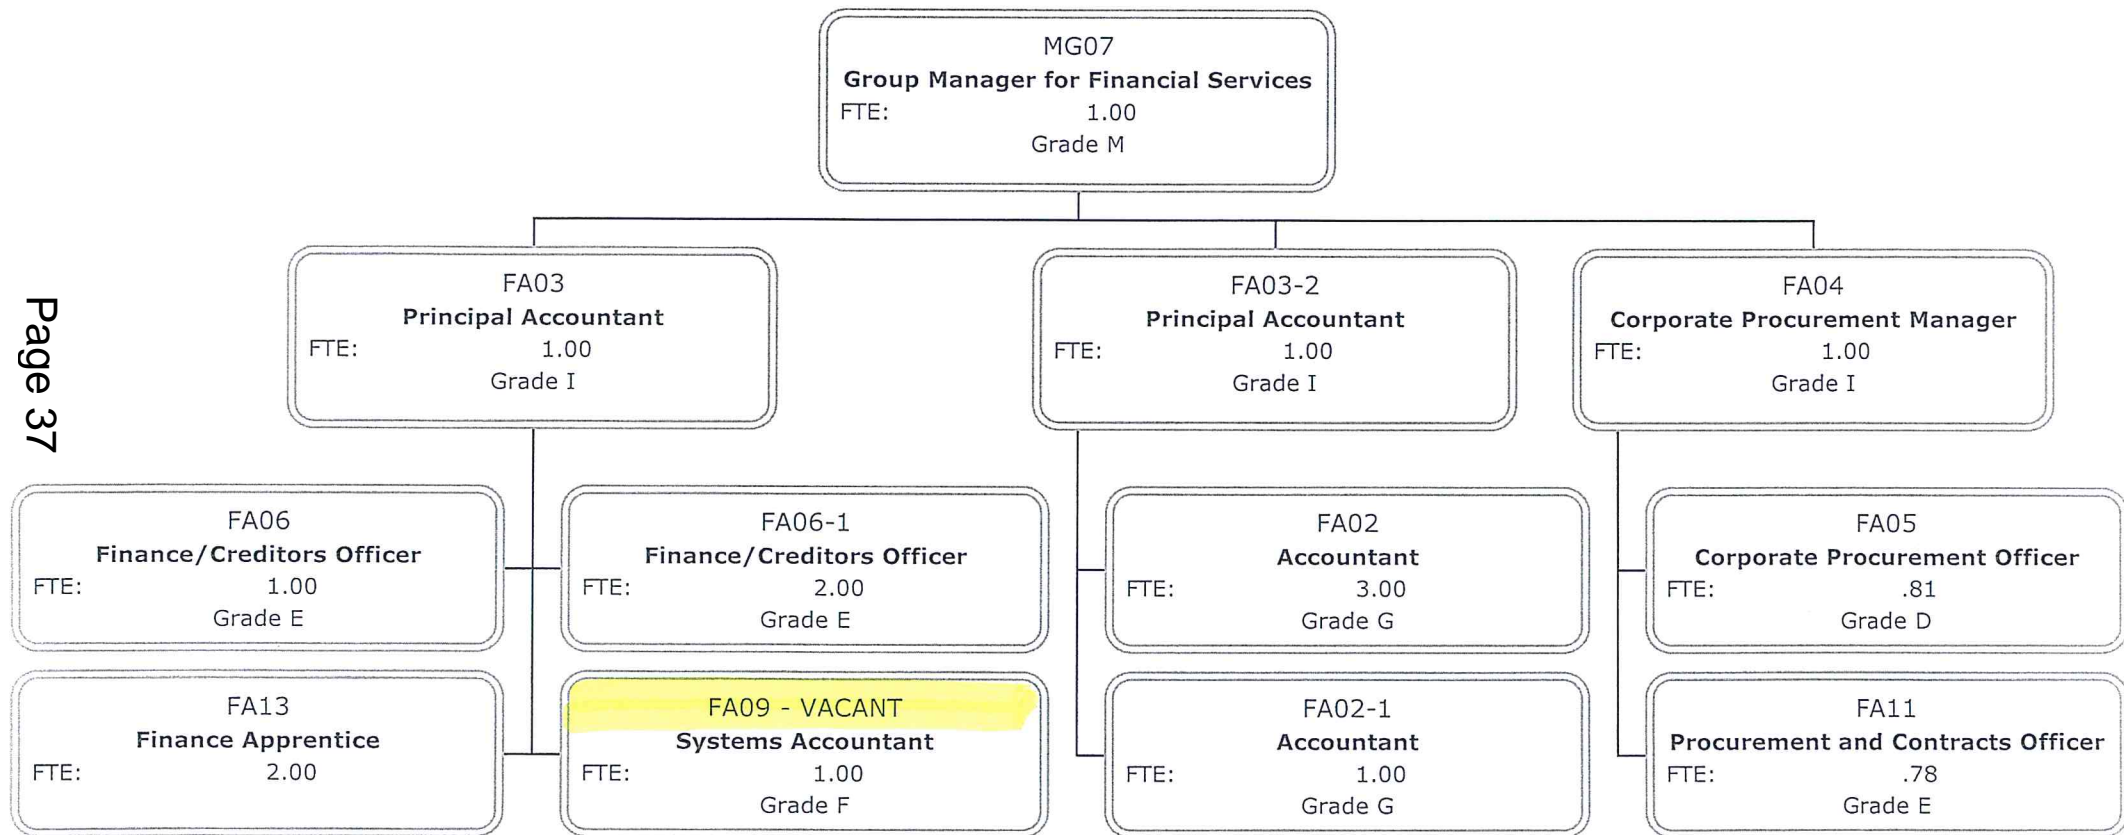 MG07
Group Manager for Financial Services
FTE: 1.00
Grade M
FA03
Principal Accountant
FTE: 1.00
Grade I
FA03-2
Principal Accountant
FTE: 1.00
Grade I
FA04
Corporate Procurement Manager
FTE: 1.00
Grade I
FA06
Finance/Creditors Officer
FTE: 1.00
Grade E
FA06-1
Finance/Creditors Officer
FTE: 2.00
Grade E
FA02
Accountant
FTE: 3.00
Grade G
FA05
Corporate Procurement Officer
FTE: .81
Grade D
FA13
Finance Apprentice
FTE: 2.00
FA09 - VACANT
Systems Accountant
FTE: 1.00
Grade F
FA02-1
Accountant
FTE: 1.00
Grade G
FA11
Procurement and Contracts Officer
FTE: .78
Grade E
Page 37